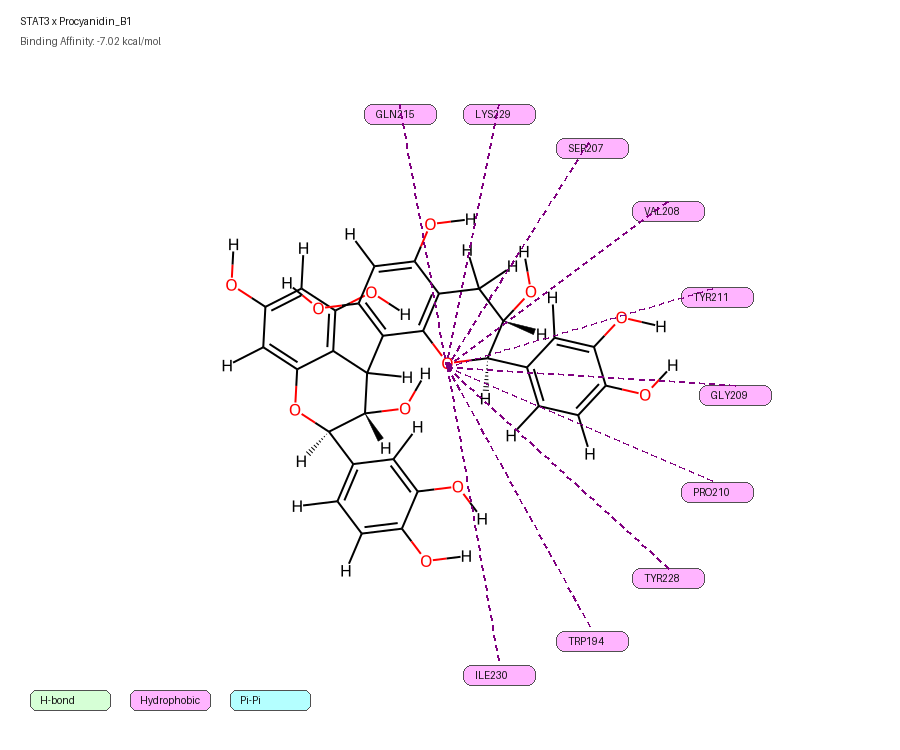 STAT3 x Procyanidin_B1
Binding Affinity: -7.02 kcal/mol
GLN215
LYS229
SER207
VAL208
TYR211
GLY209
PRO210
TYR228
TRP194
ILE230
H O H
O H H H H
H O H
H O O H H H O H
H O
O H H O H
O H H
H H H
H O H
H O H
H
H-bond Hydrophobic Pi-Pi